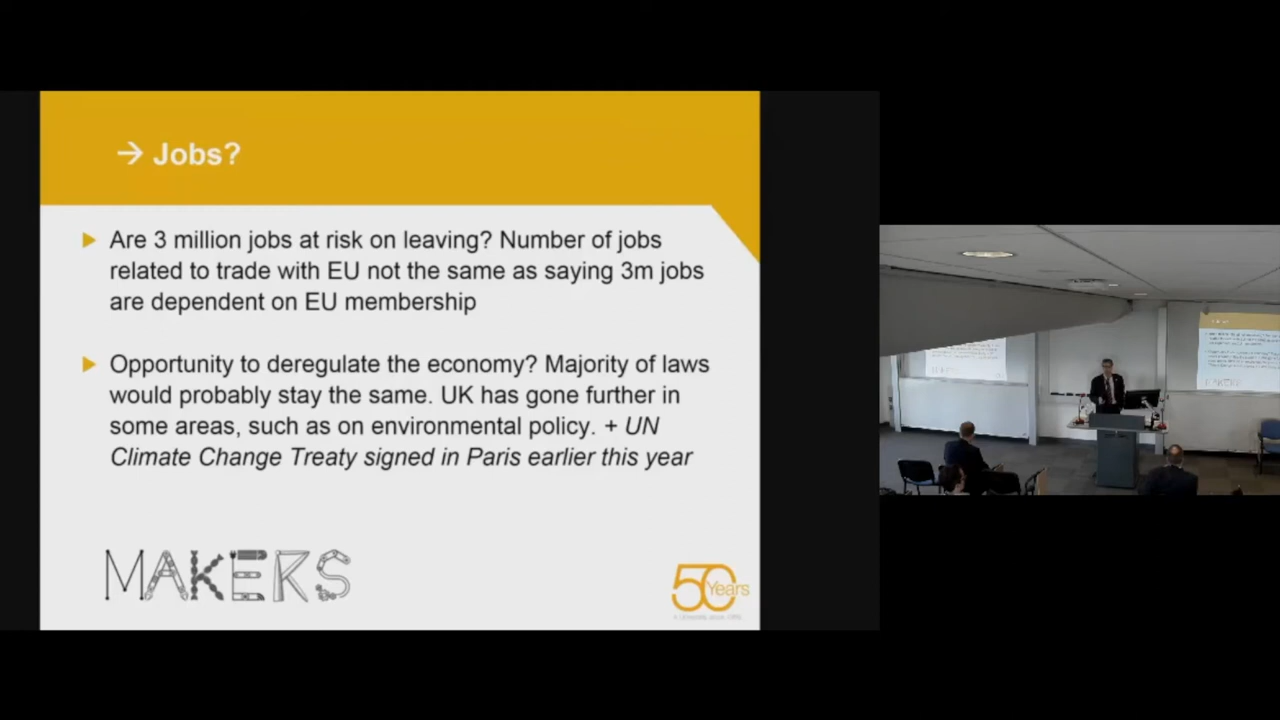 → Jobs?
Are 3 million jobs at risk on leaving? Number of jobs
related to trade with EU not the same as saying 3m jobs
are dependent on EU membership
Opportunity to deregulate the economy? Majority of laws
would probably stay the same. UK has gone further in
some areas, such as on environmental policy. + UN
Climate Change Treaty signed in Paris earlier this year
MAKERS
50 Years